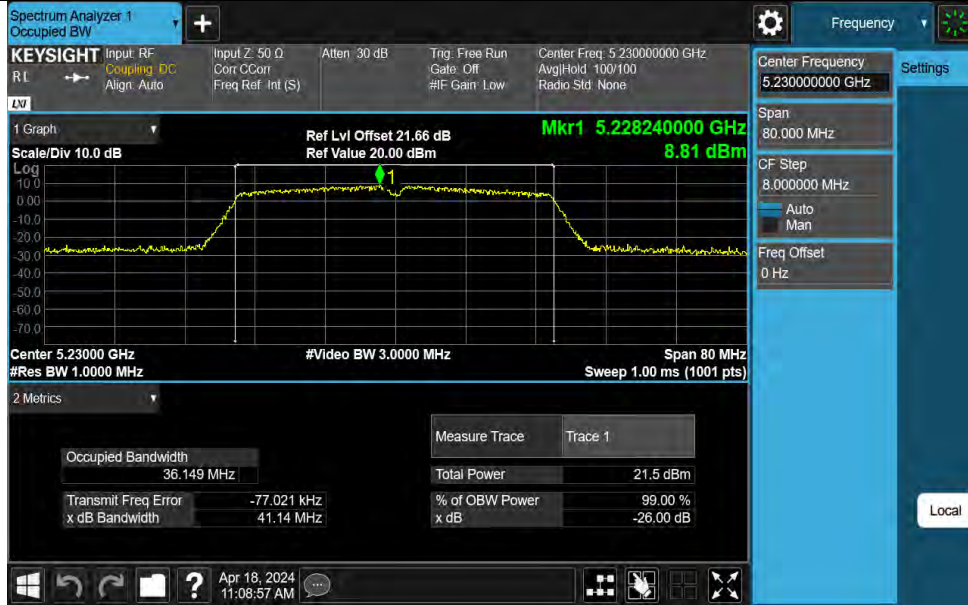 Spectrum Analyzer 1
Occupied BW
+
Frequency
KEYSIGHT
RL
LXI
Input: RF
Coupling: DC
Align: Auto
Input Z: 50 Ω
Corr CCorr
Freq Ref: Int (S)
Atten: 30 dB
Trig: Free Run
Gate: Off
#IF Gain: Low
Center Freq: 5.230000000 GHz
Avg|Hold: 100/100
Radio Std: None
Center Frequency
5.230000000 GHz
Settings
Span
80.000 MHz
CF Step
8.000000 MHz
Auto
Man
Freq Offset
0 Hz
Local
1 Graph
Scale/Div 10.0 dB
Ref Lvl Offset 21.66 dB
Ref Value 20.00 dBm
Mkr1 5.228240000 GHz
8.81 dBm
Log
1
10.0
0.00
-10.0
-20.0
-30.0
-40.0
-50.0
-60.0
-70.0
Center 5.23000 GHz
#Video BW 3.0000 MHz
Span 80 MHz
#Res BW 1.0000 MHz
Sweep 1.00 ms (1001 pts)
2 Metrics
Measure Trace
Trace 1
Occupied Bandwidth
36.149 MHz
Total Power
21.5 dBm
Transmit Freq Error
-77.021 kHz
% of OBW Power
99.00 %
x dB Bandwidth
41.14 MHz
x dB
-26.00 dB
?
Apr 18, 2024
11:08:57 AM